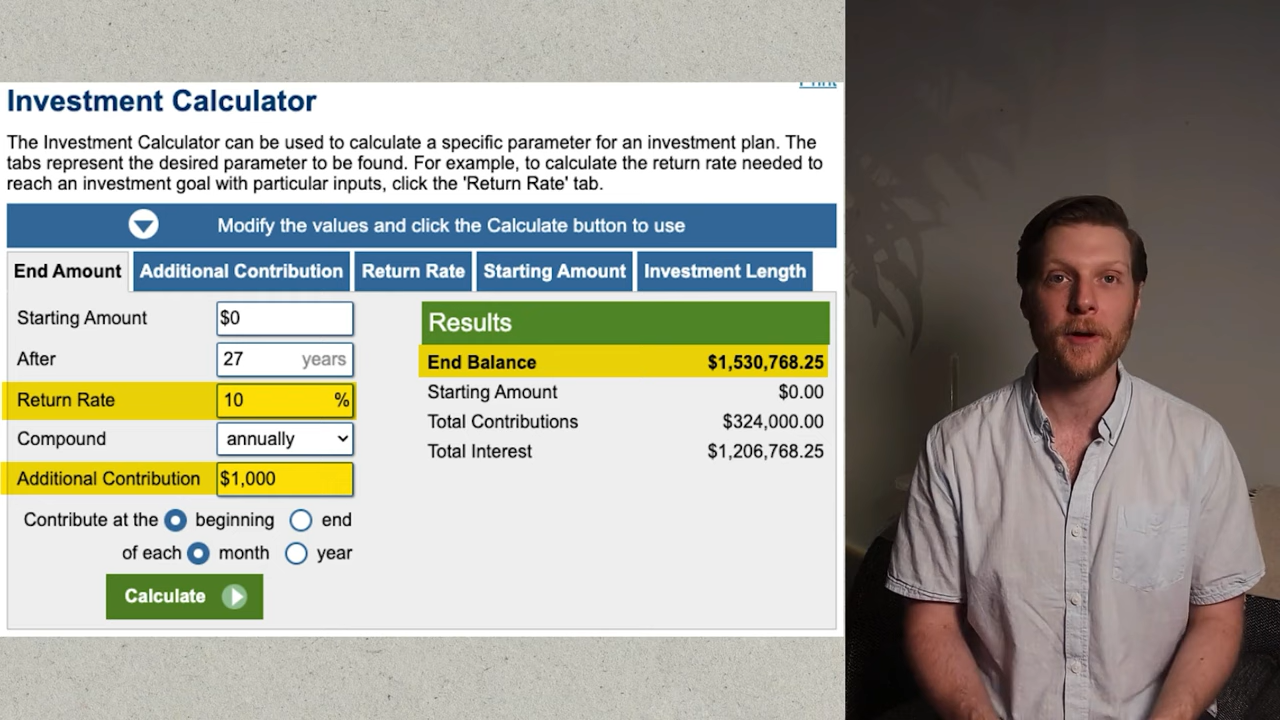 Print
Investment Calculator
The Investment Calculator can be used to calculate a specific parameter for an investment plan. The
tabs represent the desired parameter to be found. For example, to calculate the return rate needed to
reach an investment goal with particular inputs, click the 'Return Rate' tab.
Modify the values and click the Calculate button to use
End Amount Additional Contribution Return Rate Starting Amount Investment Length
Starting Amount $0
After 27 years
Return Rate 10 %
Compound annually
Additional Contribution $1,000
Contribute at the beginning end
of each month year
Calculate
Results
End Balance $1,530,768.25
Starting Amount $0.00
Total Contributions $324,000.00
Total Interest $1,206,768.25